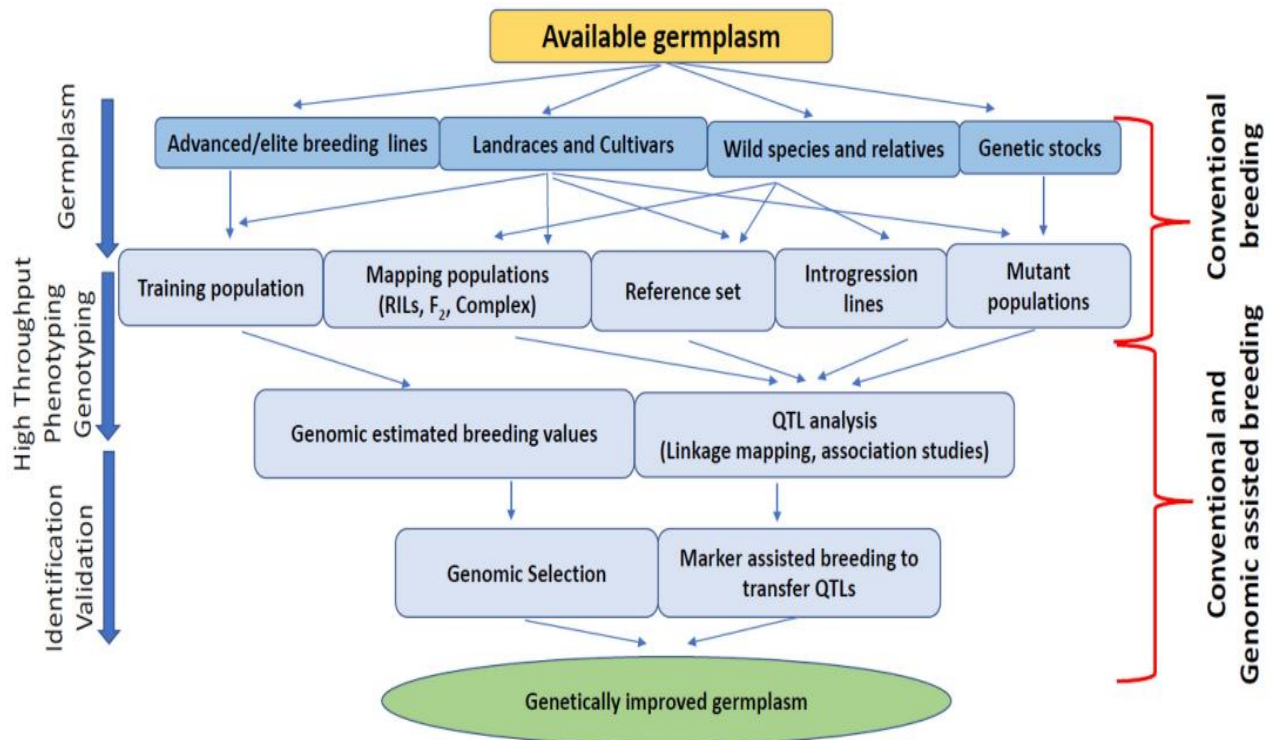 Available germplasm
Advanced/elite breeding lines
Landraces and Cultivars
Wild species and relatives
Genetic stocks
Training population
Mapping populations
(RILs, F₂, Complex)
Reference set
Introgression
lines
Mutant
populations
Genomic estimated breeding values
QTL analysis
(Linkage mapping, association studies)
Genomic Selection
Marker assisted breeding to
transfer QTLs
Genetically improved germplasm
Germplasm
High Throughput
Phenotyping
Genotyping
Identification
Validation
Conventional
breeding
Conventional and
Genomic assisted breeding